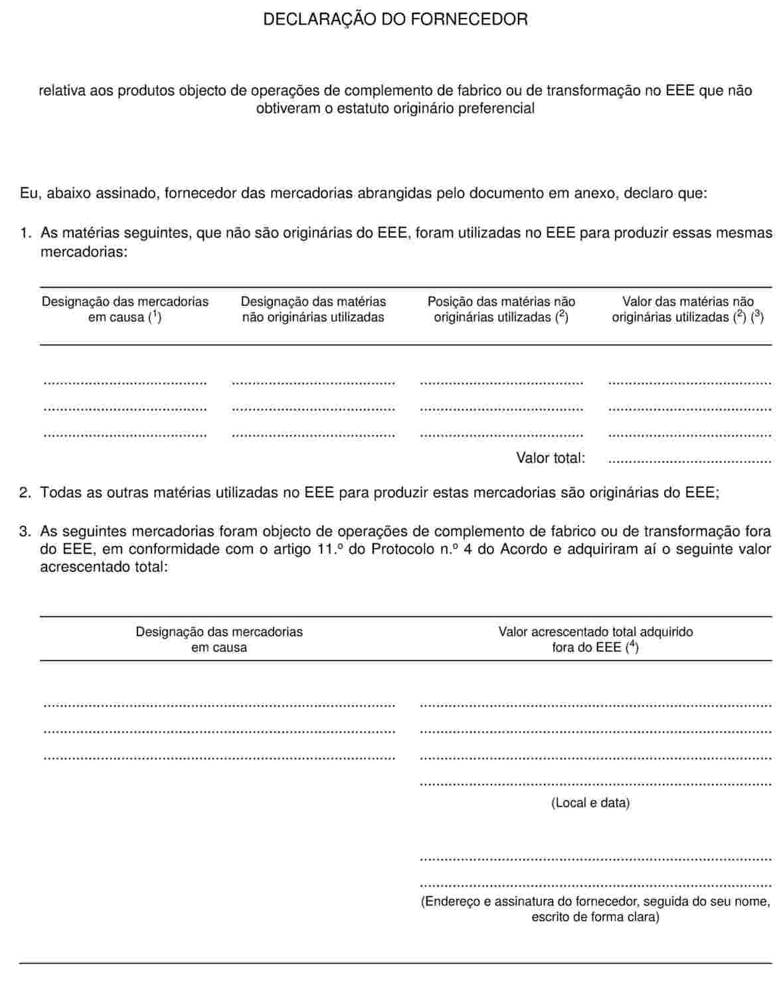 DECLARAÇÃO DO FORNECEDOR
relativa aos produtos objecto de operações de complemento de fabrico ou de transformação no EEE que não
obtiveram o estatuto originário preferencial
Eu, abaixo assinado, fornecedor das mercadorias abrangidas pelo documento em anexo, declaro que:
1. As matérias seguintes, que não são originárias do EEE, foram utilizadas no EEE para produzir essas mesmas
mercadorias:
Designação das mercadorias
em causa (1)
Designação das matérias
não originárias utilizadas
Posição das matérias não
originárias utilizadas (2)
Valor das matérias não
originárias utilizadas (2) (3)
........................................ ........................................ ........................................ ........................................
........................................ ........................................ ........................................ ........................................
........................................ ........................................ ........................................ ........................................
Valor total: ........................................
2. Todas as outras matérias utilizadas no EEE para produzir estas mercadorias são originárias do EEE;
3. As seguintes mercadorias foram objecto de operações de complemento de fabrico ou de transformação fora
do EEE, em conformidade com o artigo 11.º do Protocolo n.º 4 do Acordo e adquiriram aí o seguinte valor
acrescentado total:
Designação das mercadorias
em causa
Valor acrescentado total adquirido
fora do EEE (4)
...................................................................................... ......................................................................................
...................................................................................... ......................................................................................
...................................................................................... ......................................................................................
......................................................................................
(Local e data)
......................................................................................
......................................................................................
(Endereço e assinatura do fornecedor, seguida do seu nome,
escrito de forma clara)